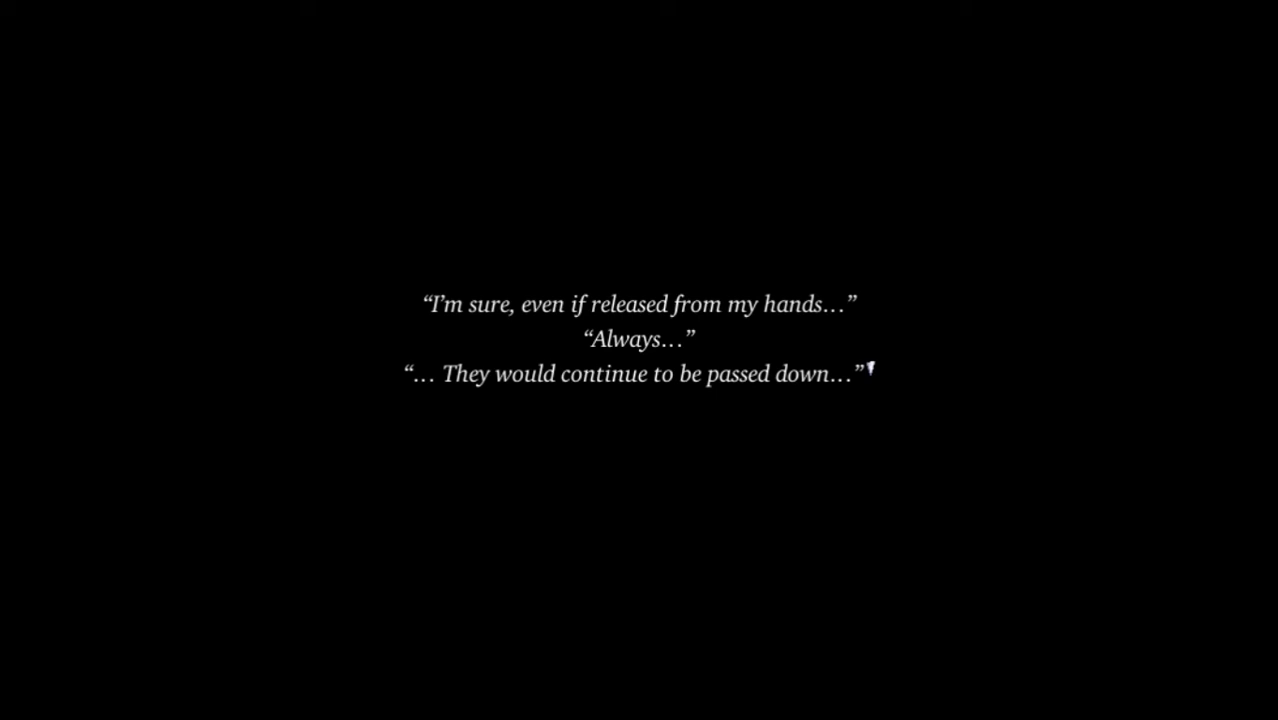 “I’m sure, even if released from my hands…”
“Always…”
“… They would continue to be passed down…”